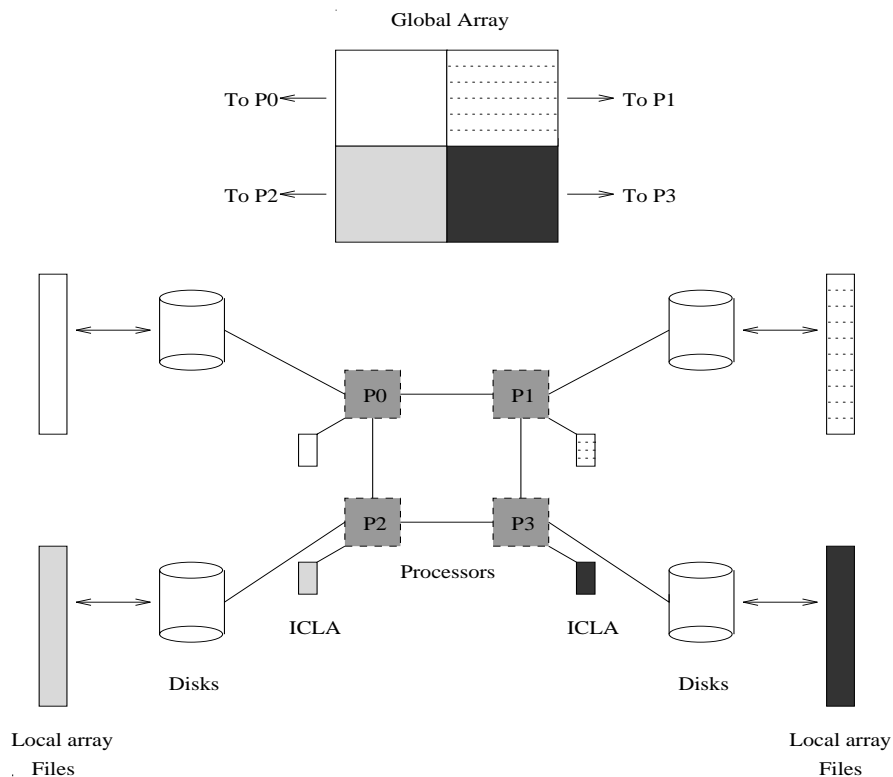 Global Array
To P0
To P1
To P2
To P3
P0
P1
P2
P3
Processors
ICLA
ICLA
Disks
Disks
Local array
Files
Local array
Files